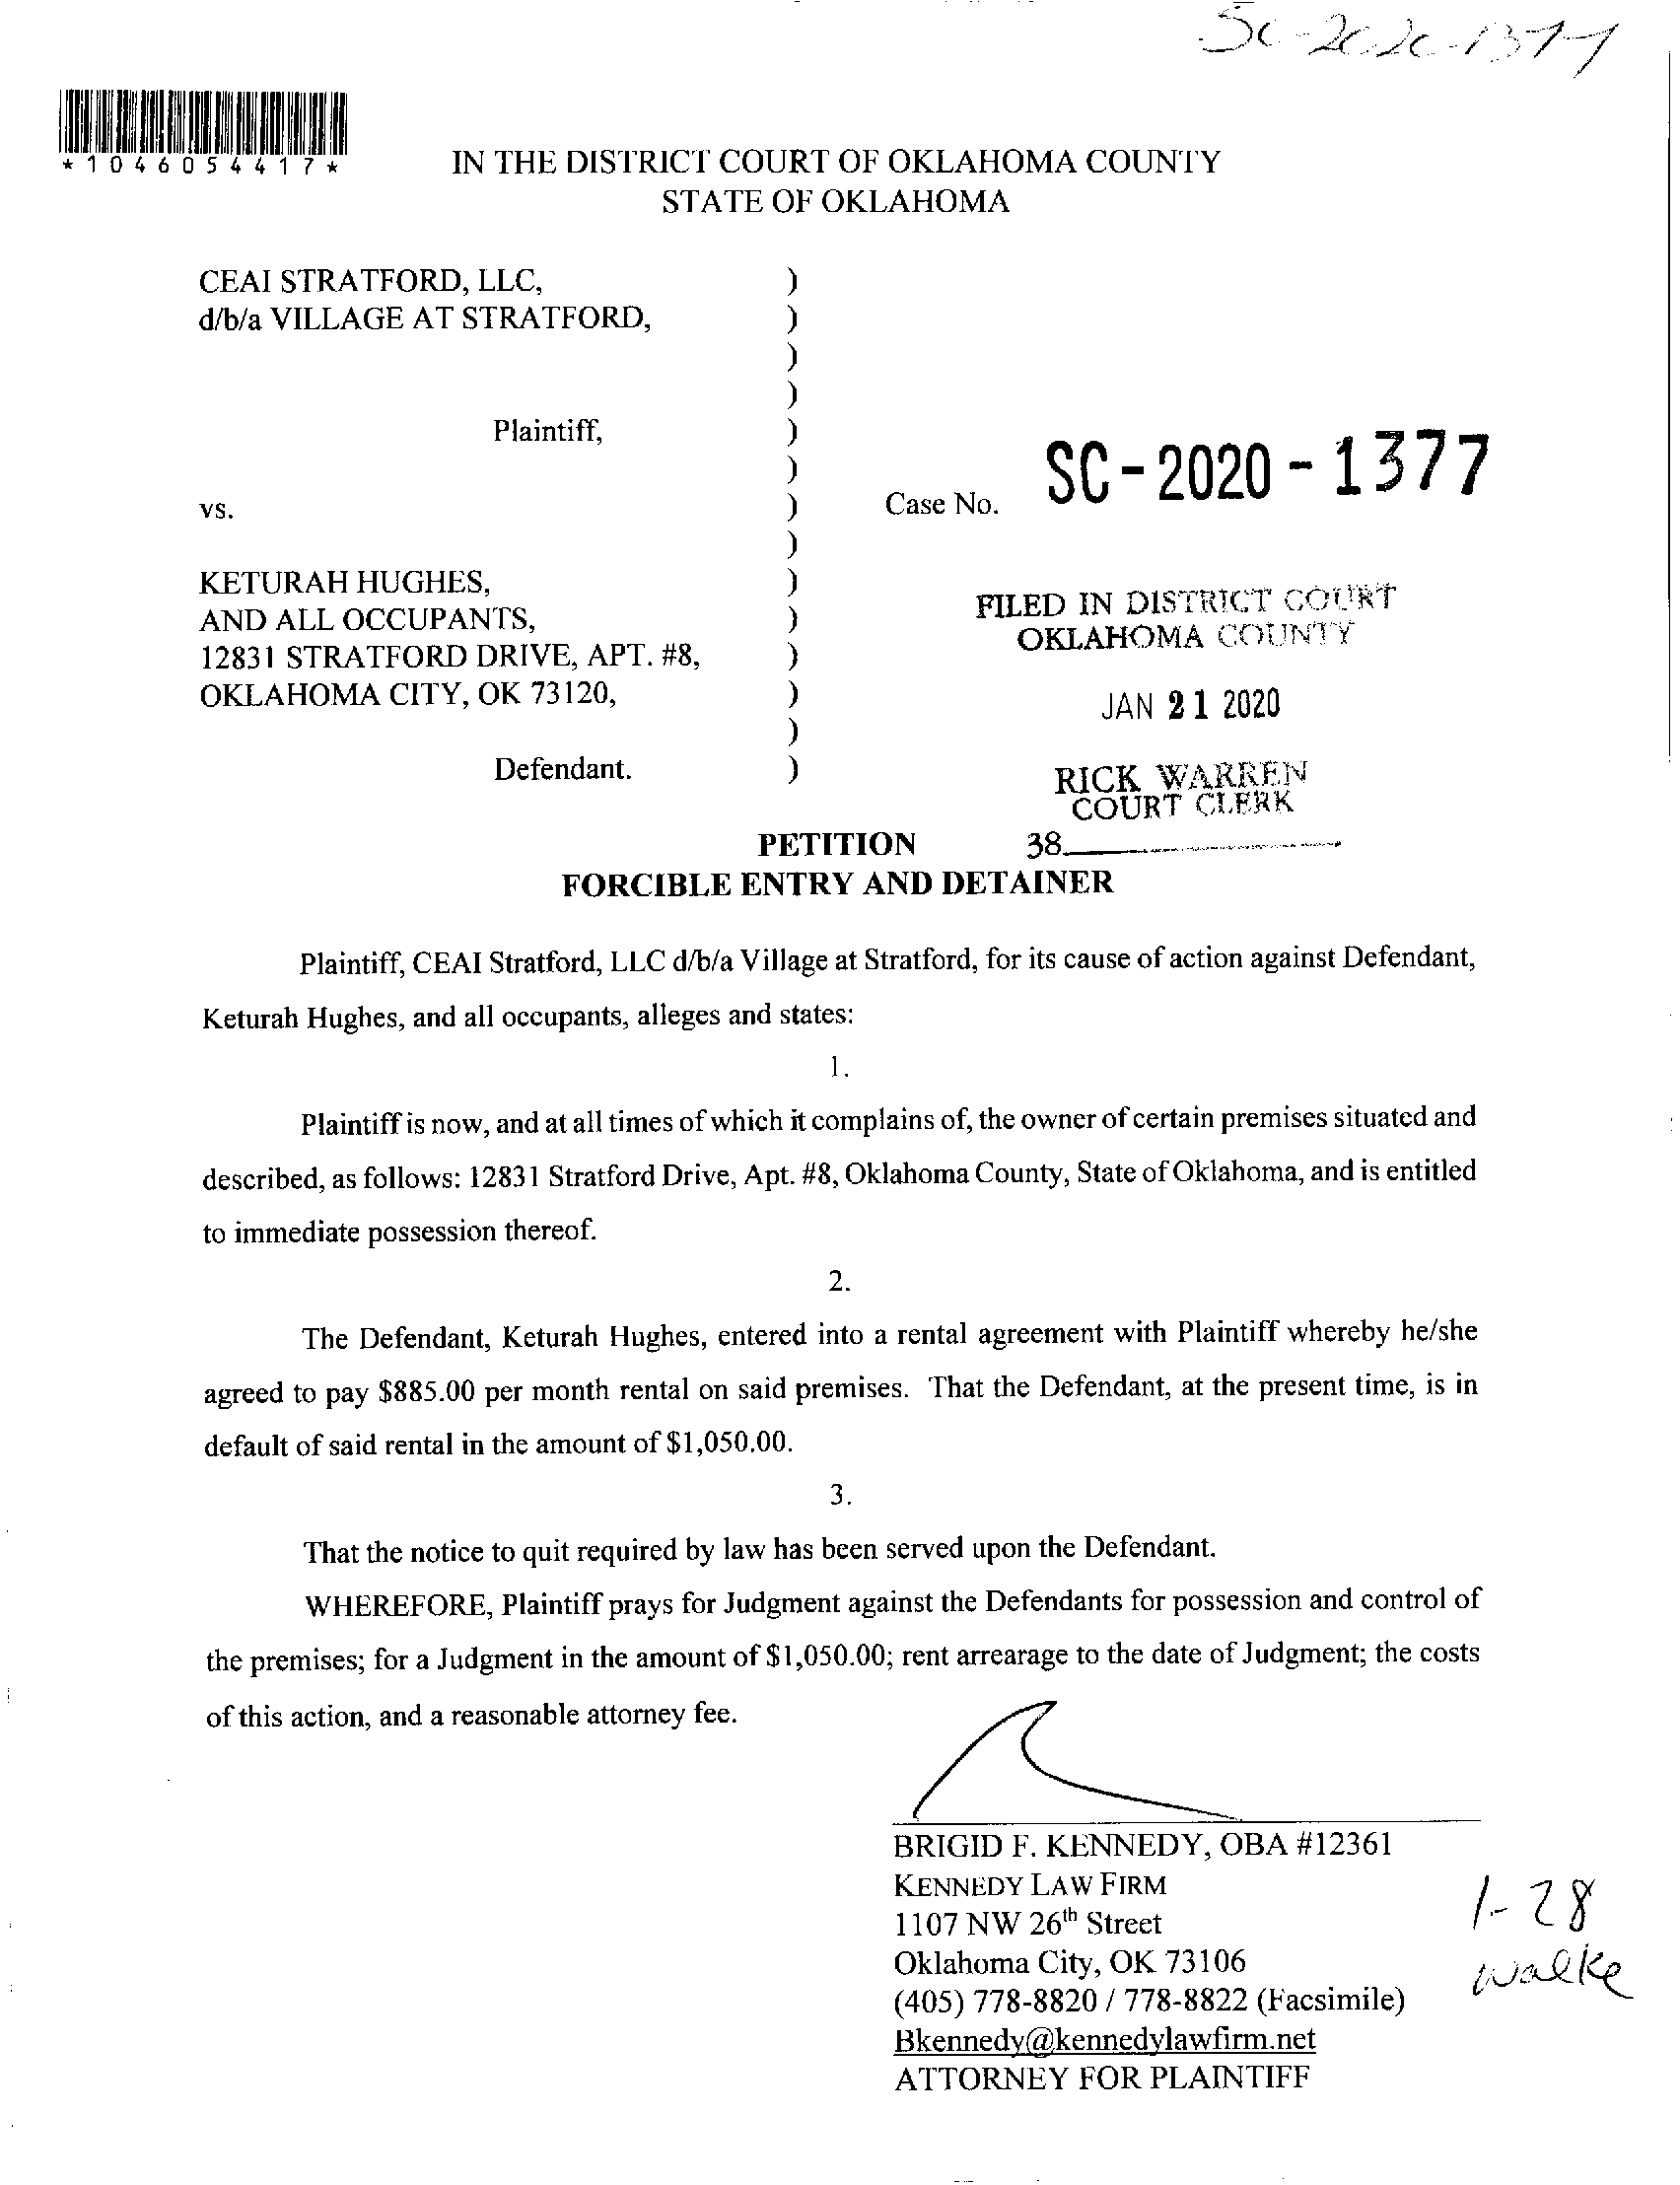 SC-2020-1377
*1046054417*
IN THE DISTRICT COURT OF OKLAHOMA COUNTY
STATE OF OKLAHOMA
CEAI STRATFORD, LLC, )
d/b/a VILLAGE AT STRATFORD, )
)
)
Plaintiff, )
)
vs. ) Case No. SC-2020-1377
)
KETURAH HUGHES, )
AND ALL OCCUPANTS, )
12831 STRATFORD DRIVE, APT. #8, )
OKLAHOMA CITY, OK 73120, )
)
Defendant. )
FILED IN DISTRICT COURT
OKLAHOMA COUNTY
JAN 21 2020
RICK WARREN
COURT CLERK
38
PETITION
FORCIBLE ENTRY AND DETAINER
Plaintiff, CEAI Stratford, LLC d/b/a Village at Stratford, for its cause of action against Defendant,
Keturah Hughes, and all occupants, alleges and states:
1.
Plaintiff is now, and at all times of which it complains of, the owner of certain premises situated and
described, as follows: 12831 Stratford Drive, Apt. #8, Oklahoma County, State of Oklahoma, and is entitled
to immediate possession thereof.
2.
The Defendant, Keturah Hughes, entered into a rental agreement with Plaintiff whereby he/she
agreed to pay $885.00 per month rental on said premises. That the Defendant, at the present time, is in
default of said rental in the amount of $1,050.00.
3.
That the notice to quit required by law has been served upon the Defendant.
WHEREFORE, Plaintiff prays for Judgment against the Defendants for possession and control of
the premises; for a Judgment in the amount of $1,050.00; rent arrearage to the date of Judgment; the costs
of this action, and a reasonable attorney fee.
BRIGID F. KENNEDY, OBA #12361
KENNEDY LAW FIRM
1107 NW 26th Street
Oklahoma City, OK 73106
(405) 778-8820 / 778-8822 (Facsimile)
Bkennedy@kennedylawfirm.net
ATTORNEY FOR PLAINTIFF
1-28
walke